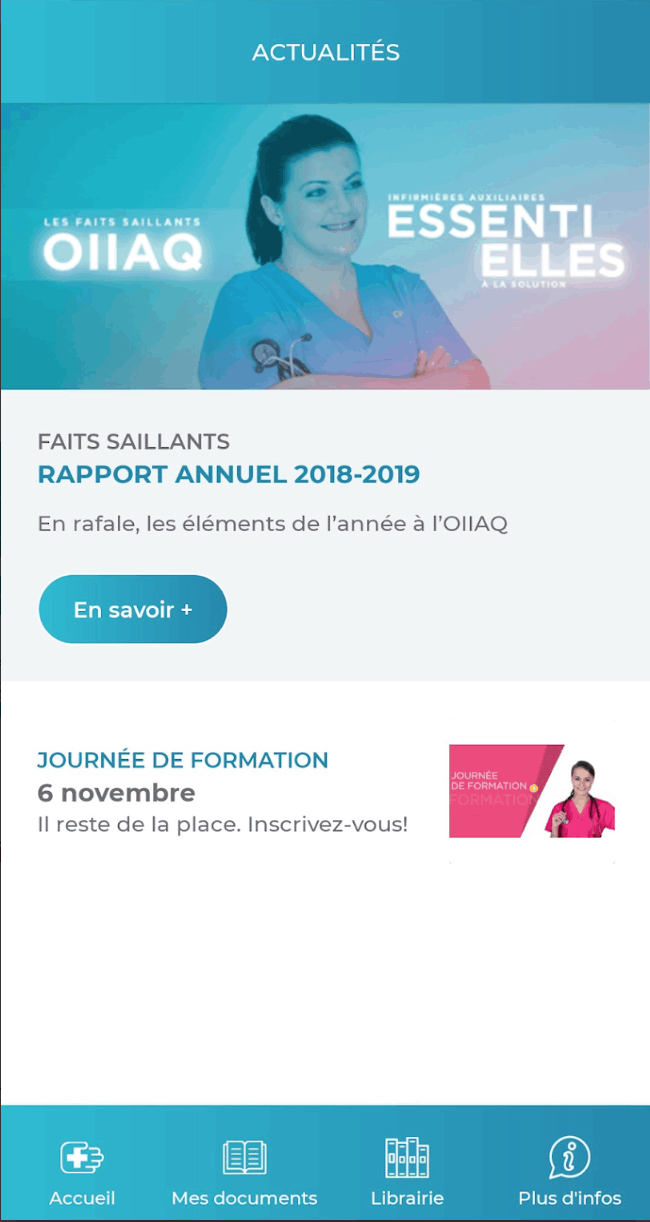 ACTUALITÉS
LES FAITS SAILLANTS
OIIAQ
INFIRMIÈRES AUXILIAIRES
ESSENTI
ELLES
À LA SOLUTION
FAITS SAILLANTS
RAPPORT ANNUEL 2018-2019
En rafale, les éléments de l'année à l'OIIAQ
En savoir +
JOURNÉE DE FORMATION
6 novembre
Il reste de la place. Inscrivez-vous!
JOURNÉE
DE FORMATION
FORMATION
Accueil
Mes documents
Librairie
Plus d'infos